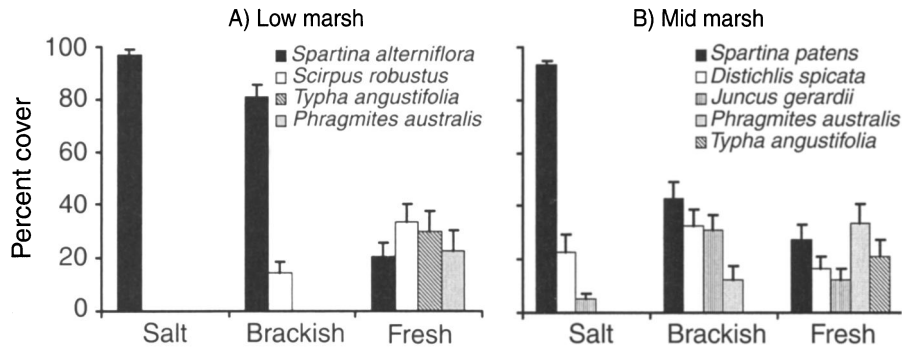 A) Low marsh
Percent cover
100
80
60
40
20
0
Spartina alterniflora
Scirpus robustus
Typha angustifolia
Phragmites australis
Salt
Brackish
Fresh
B) Mid marsh
Spartina patens
Distichlis spicata
Juncus gerardii
Phragmites australis
Typha angustifolia
Salt
Brackish
Fresh